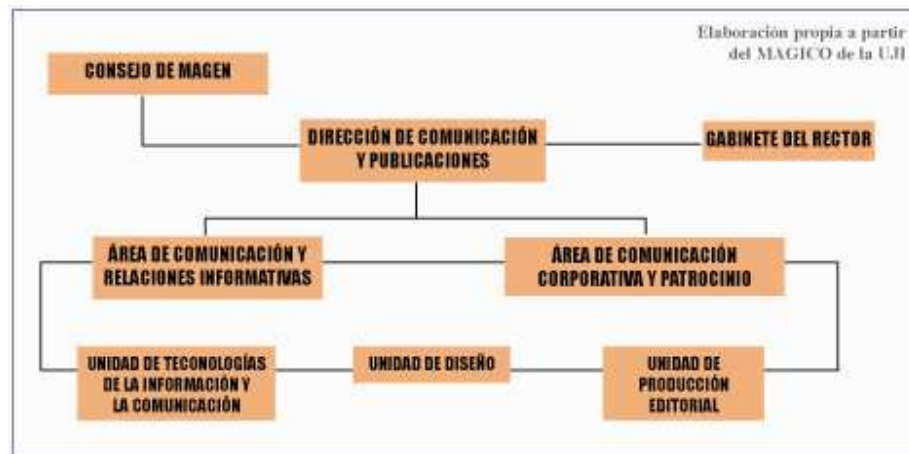 Elaboración propia a partir
del MAGICO de la UJI
CONSEJO DE MAGEN
DIRECCIÓN DE COMUNICACIÓN
Y PUBLICACIONES
GABINETE DEL RECTOR
ÁREA DE COMUNICACIÓN Y
RELACIONES INFORMATIVAS
ÁREA DE COMUNICACIÓN
CORPORATIVA Y PATROCINIO
UNIDAD DE TECONOLOGÍAS
DE LA INFORMACIÓN Y
LA COMUNICACIÓN
UNIDAD DE DISEÑO
UNIDAD DE
PRODUCCIÓN
EDITORIAL